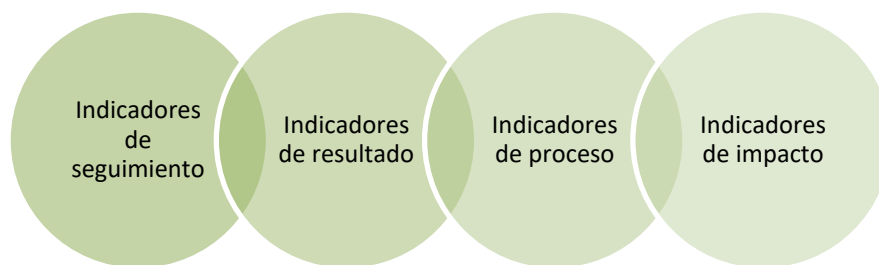 Indicadores
de
seguimiento
Indicadores
de resultado
Indicadores
de proceso
Indicadores
de impacto